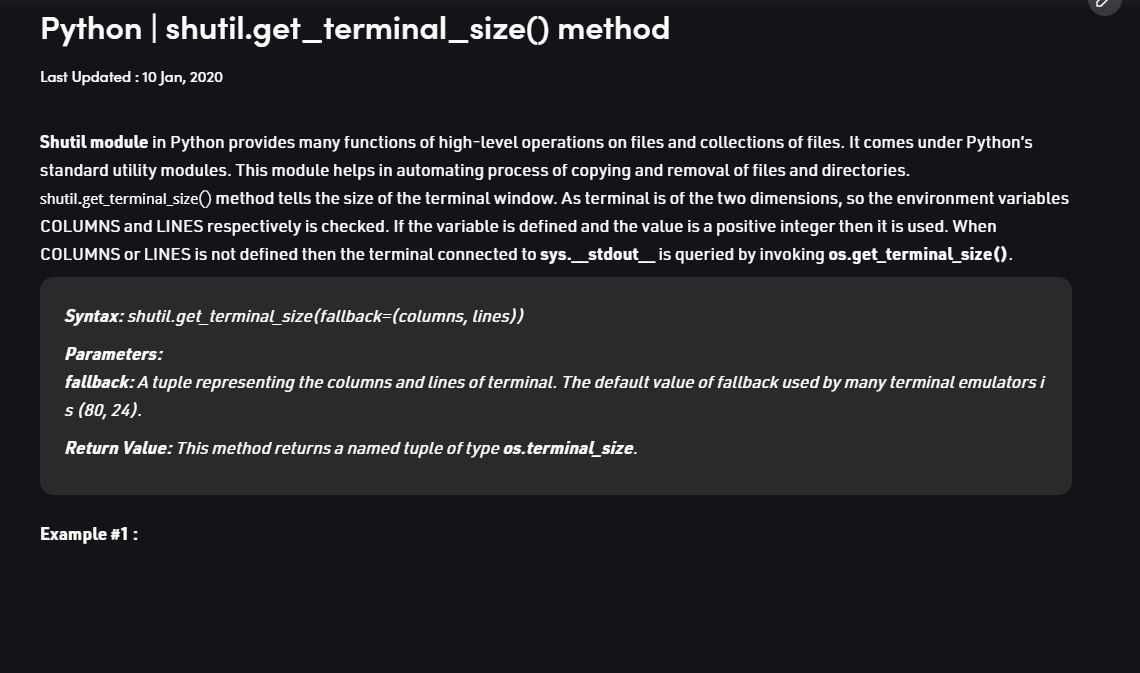 Python | shutil.get_terminal_size() method
Last Updated : 10 Jan, 2020
Shutil module in Python provides many functions of high-level operations on files and collections of files. It comes under Python's
standard utility modules. This module helps in automating process of copying and removal of files and directories.
shutil.get_terminal_size() method tells the size of the terminal window. As terminal is of the two dimensions, so the environment variables
COLUMNS and LINES respectively is checked. If the variable is defined and the value is a positive integer then it is used. When
COLUMNS or LINES is not defined then the terminal connected to sys.__stdout__ is queried by invoking os.get_terminal_size().
Syntax: shutil.get_terminal_size(fallback=(columns, lines))
Parameters:
fallback: A tuple representing the columns and lines of terminal. The default value of fallback used by many terminal emulators i
s (80, 24).
Return Value: This method returns a named tuple of type os.terminal_size.
Example #1 :